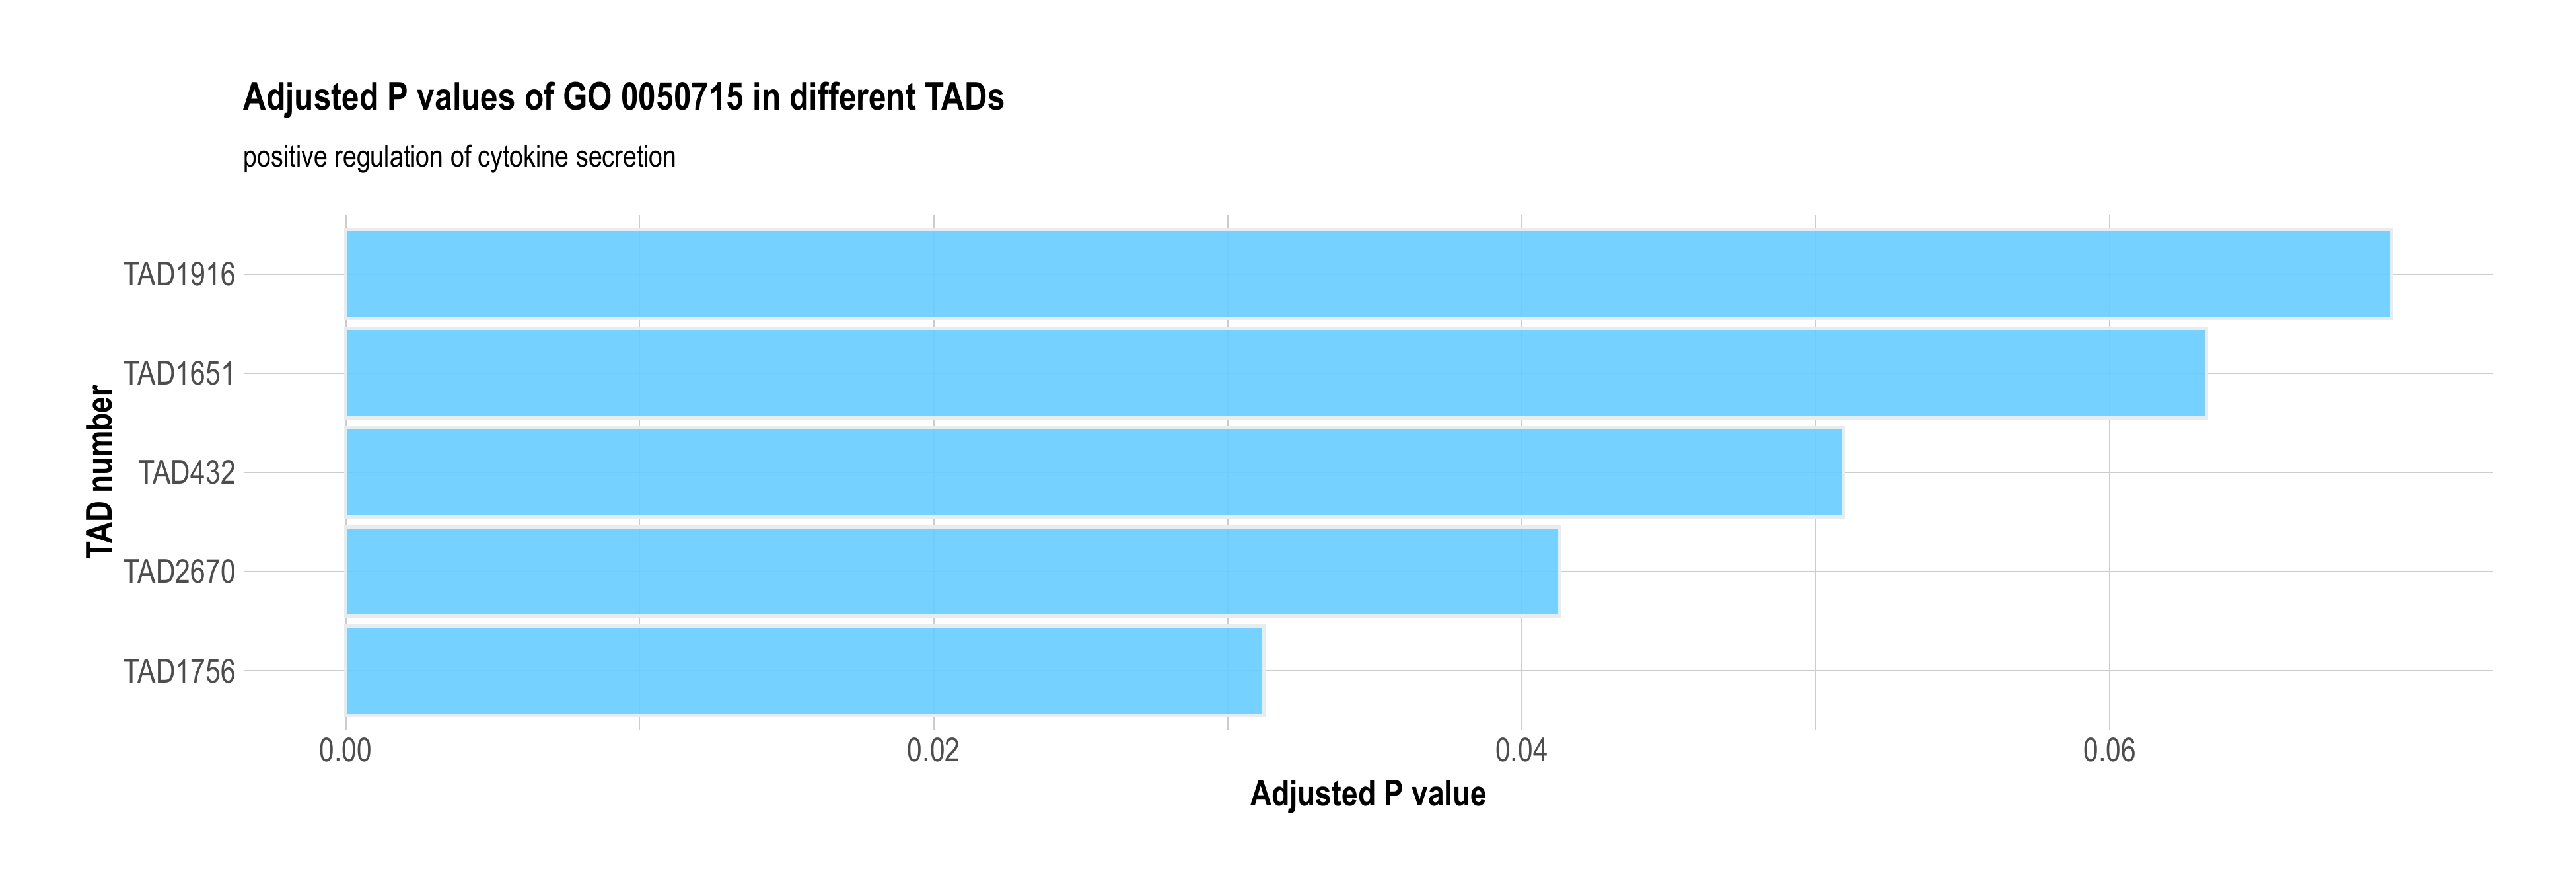 Adjusted P values of GO 0050715 in different TADs
positive regulation of cytokine secretion
TAD number
TAD1916
TAD1651
TAD432
TAD2670
TAD1756
0.00 0.02 0.04 0.06
Adjusted P value